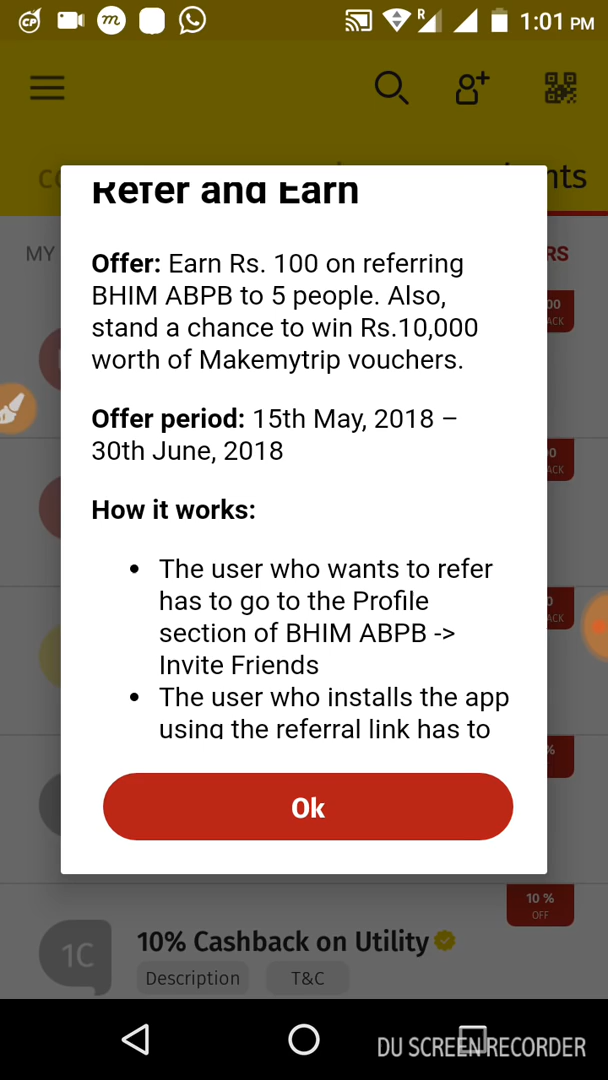 1:01 PM
nts
MY
RS
Refer and Earn
Offer: Earn Rs. 100 on referring
BHIM ABPB to 5 people. Also,
stand a chance to win Rs.10,000
worth of Makemytrip vouchers.
Offer period: 15th May, 2018 –
30th June, 2018
How it works:
• The user who wants to refer
has to go to the Profile
section of BHIM ABPB ->
Invite Friends
• The user who installs the app
using the referral link has to
Ok
10 %
OFF
1C
10% Cashback on Utility
Description
T&C
DU SCREEN RECORDER